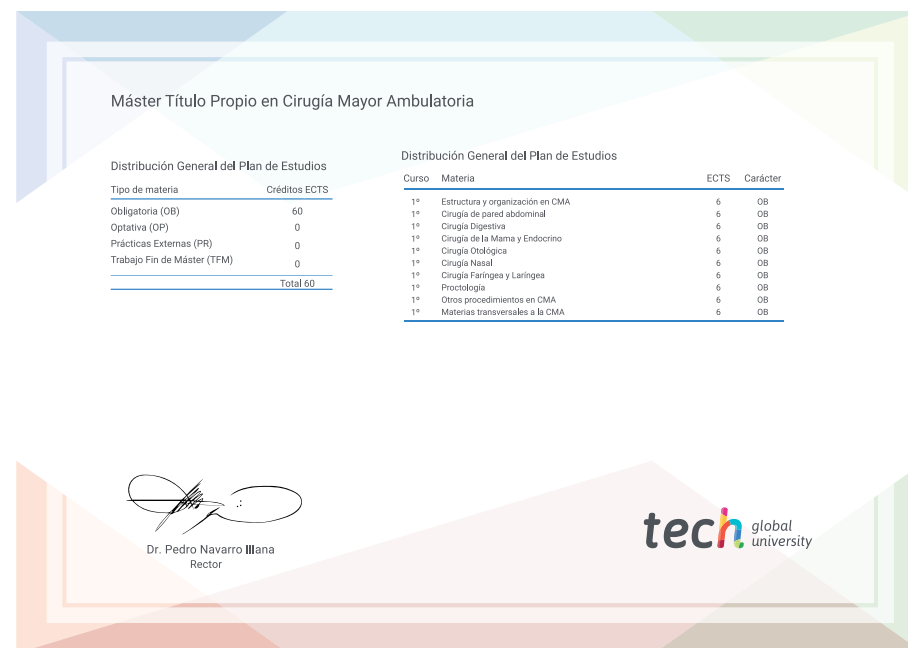 Máster Título Propio en Cirugía Mayor Ambulatoria
Distribución General del Plan de Estudios
Tipo de materia Créditos ECTS
Obligatoria (OB) 60
Optativa (OP) 0
Prácticas Externas (PR) 0
Trabajo Fin de Máster (TFM) 0
Total 60
Distribución General del Plan de Estudios
Curso Materia ECTS Carácter
1º Estructura y organización en CMA 6 OB
1º Cirugía de pared abdominal 6 OB
1º Cirugía Digestiva 6 OB
1º Cirugía de la Mama y Endocrino 6 OB
1º Cirugía Otológica 6 OB
1º Cirugía Nasal 6 OB
1º Cirugía Faríngea y Laríngea 6 OB
1º Proctología 6 OB
1º Otros procedimientos en CMA 6 OB
1º Materias transversales a la CMA 6 OB
Dr. Pedro Navarro Illana
Rector
tech global
university